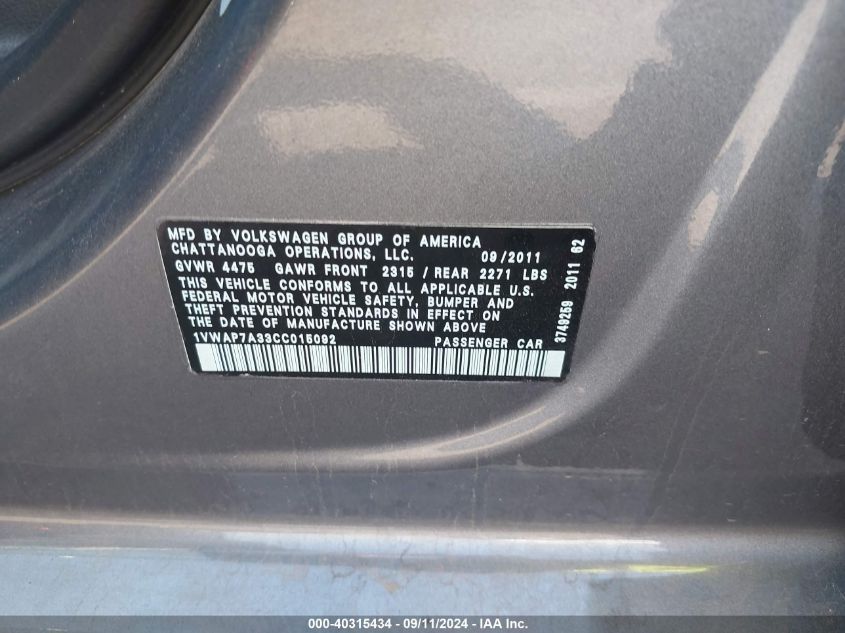 MFD BY VOLKSWAGEN GROUP OF AMERICA
CHATTANOOGA OPERATIONS, LLC. 09/2011
GVWR 4475 GAWR FRONT 2315 / REAR 2271 LBS
THIS VEHICLE CONFORMS TO ALL APPLICABLE U.S.
FEDERAL MOTOR VEHICLE SAFETY, BUMPER AND
THEFT PREVENTION STANDARDS IN EFFECT ON
THE DATE OF MANUFACTURE SHOWN ABOVE
1VWAP7A33CC015092 PASSENGER CAR
3749259 2011 62
000-40315434 - 09/11/2024 - IAA Inc.